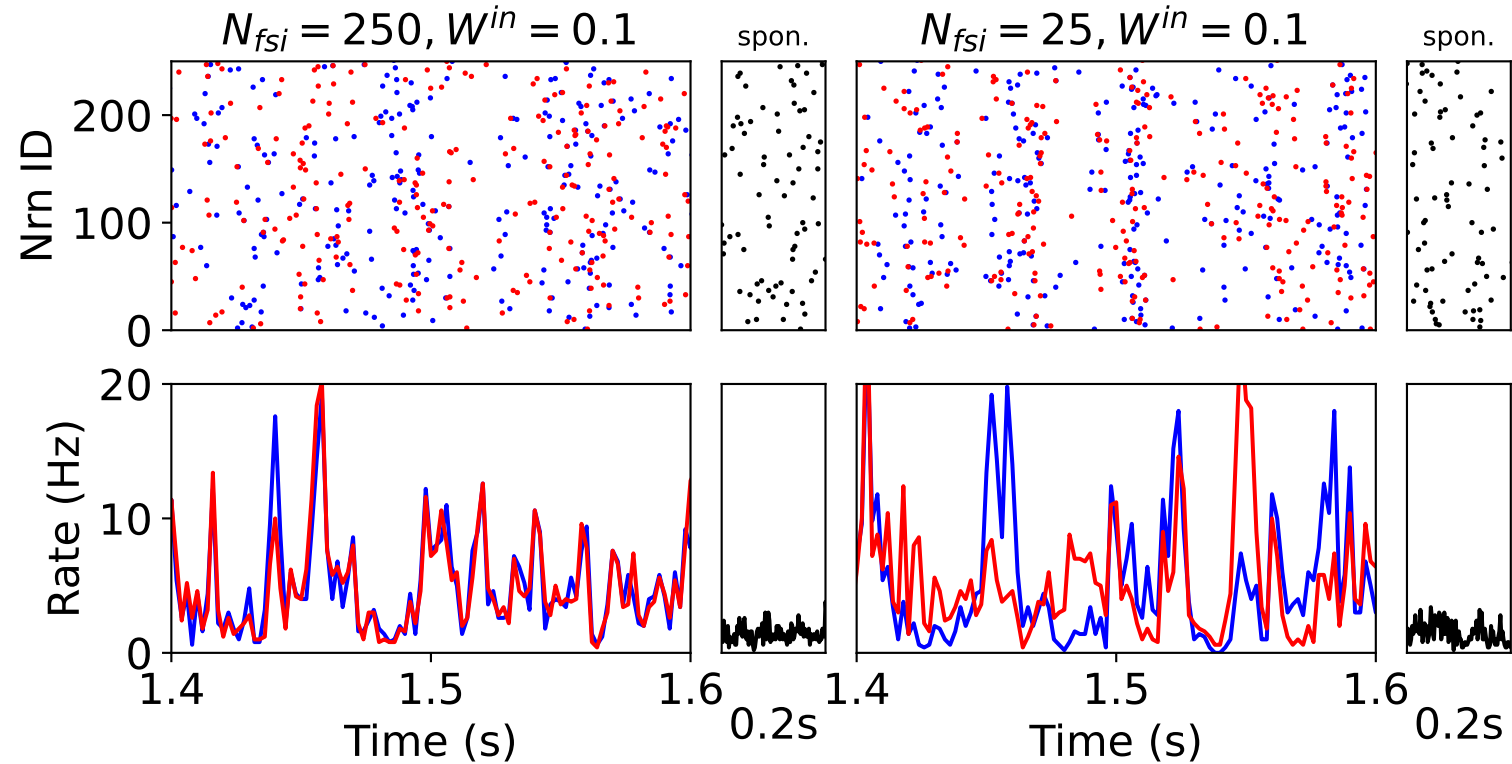 N_fsi = 250, W^in = 0.1
spon.
N_fsi = 25, W^in = 0.1
spon.
Nrn ID
200
100
0
Rate (Hz)
20
10
0
1.4
1.5
1.6
1.4
1.5
1.6
0.2s
0.2s
Time (s)
Time (s)